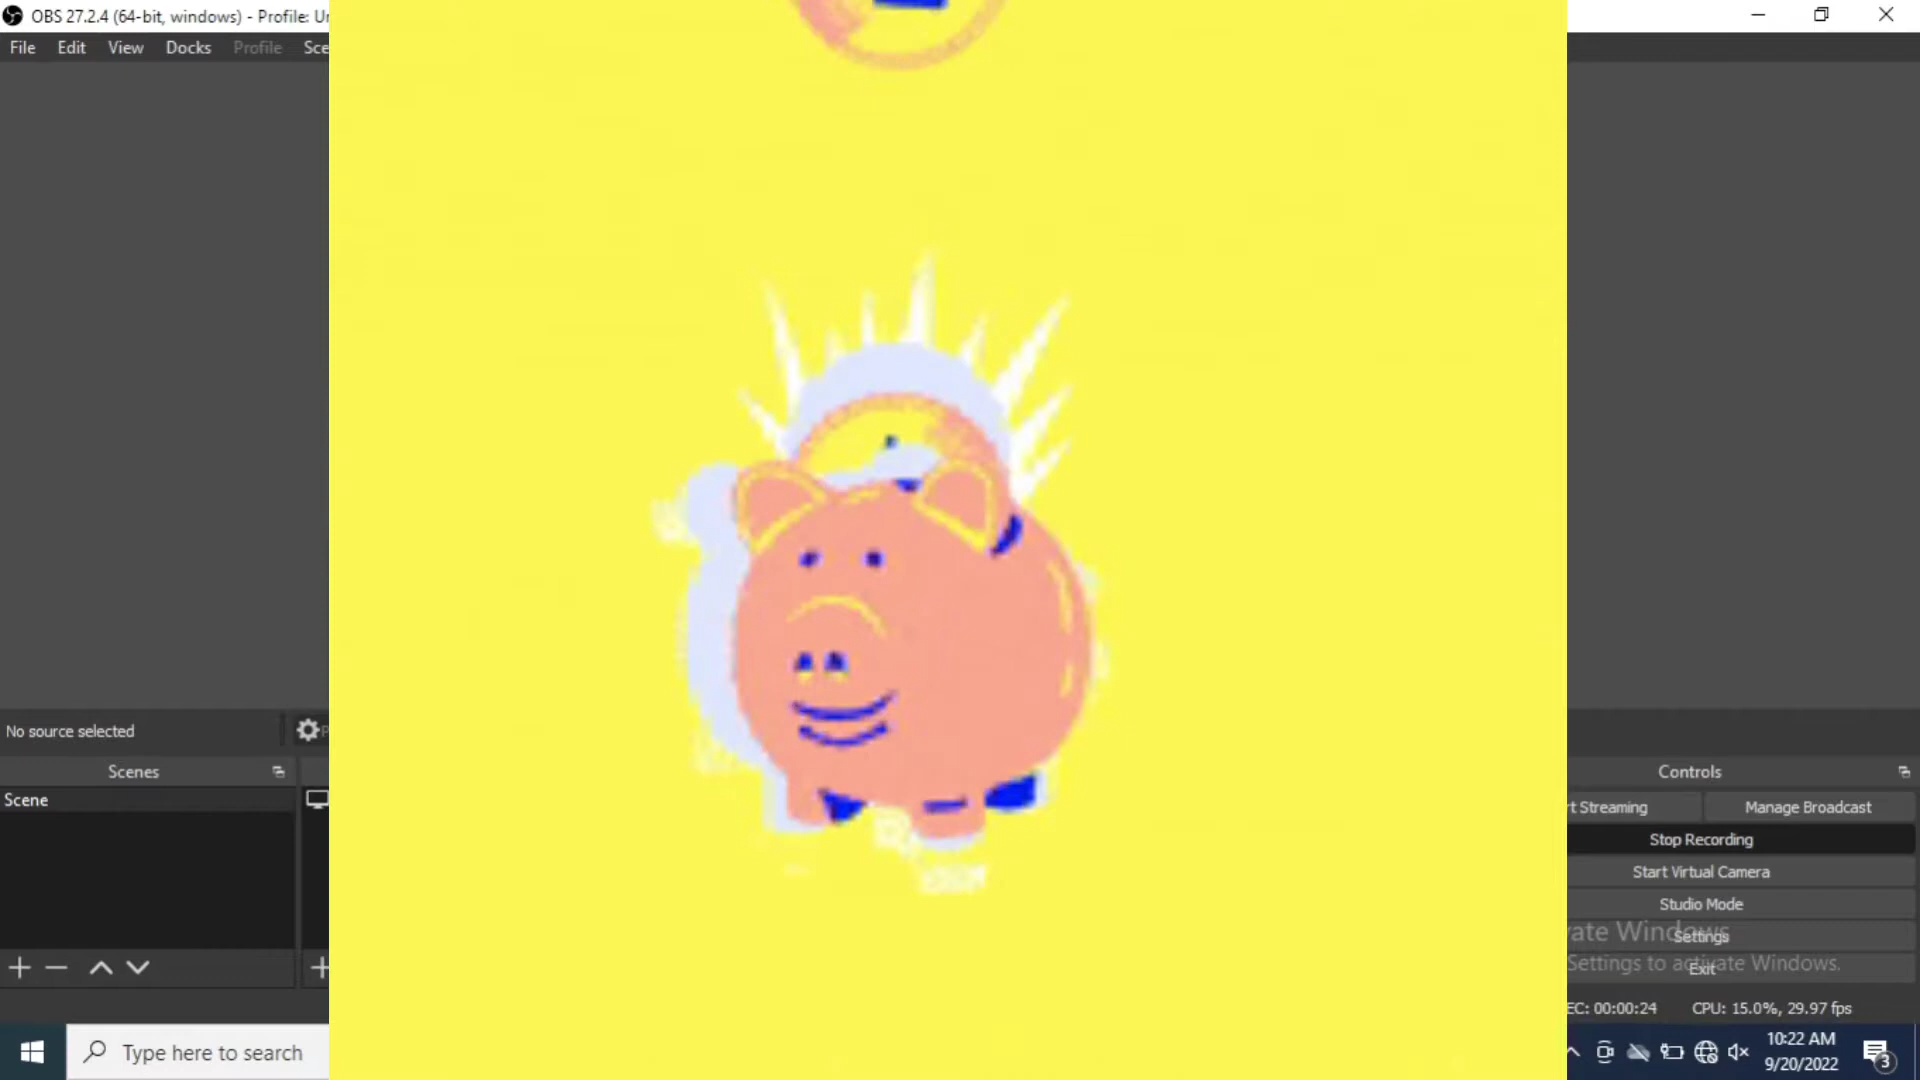 OBS 27.2.4 (64-bit, windows) - Profile: Ur
File Edit View Docks Profile Sce
No source selected
Scenes
Scene
Controls
rt Streaming Manage Broadcast
Stop Recording
Start Virtual Camera
Studio Mode
vate Windows
Settings
Settings to activate Windows.
Exit
EC: 00:00:24 CPU: 15.0%, 29.97 fps
Type here to search
10:22 AM
9/20/2022
3